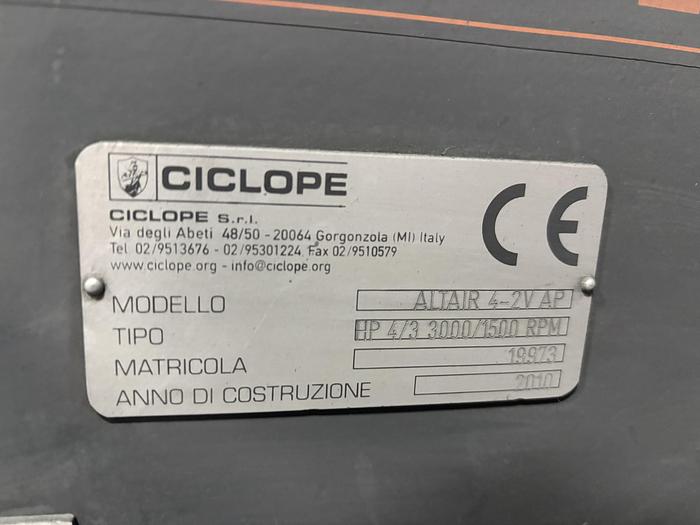 CICLOPE
CICLOPE S.r.l.
Via degli Abeti 48/50 - 20064 Gorgonzola (MI) Italy
Tel 02/9513676 - 02/95301224 Fax 02/9510579
www.ciclope.org - info@ciclope.org
CE
MODELLO ALTAIR 4-2V AP
TIPO HP 4/3 3000/1500 RPM
MATRICOLA 19973
ANNO DI COSTRUZIONE 2010